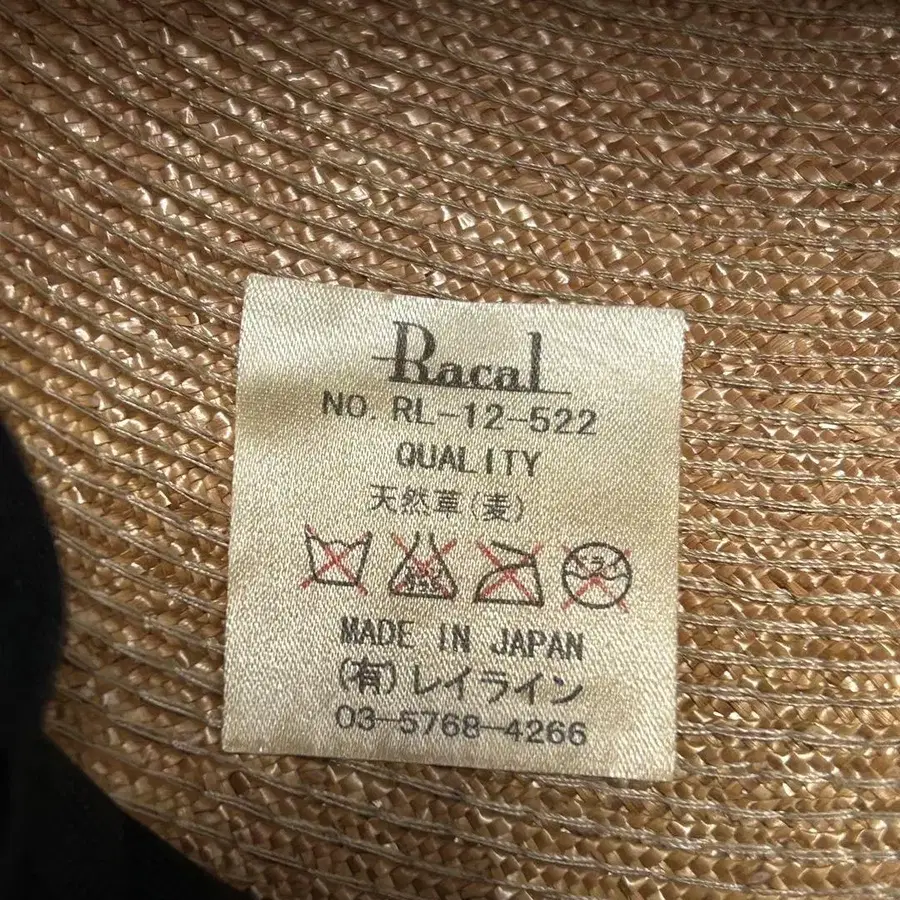 Racal
NO. RL-12-522
QUALITY
天然草(麦)
MADE IN JAPAN
(有)レイライン
03-5768-4266